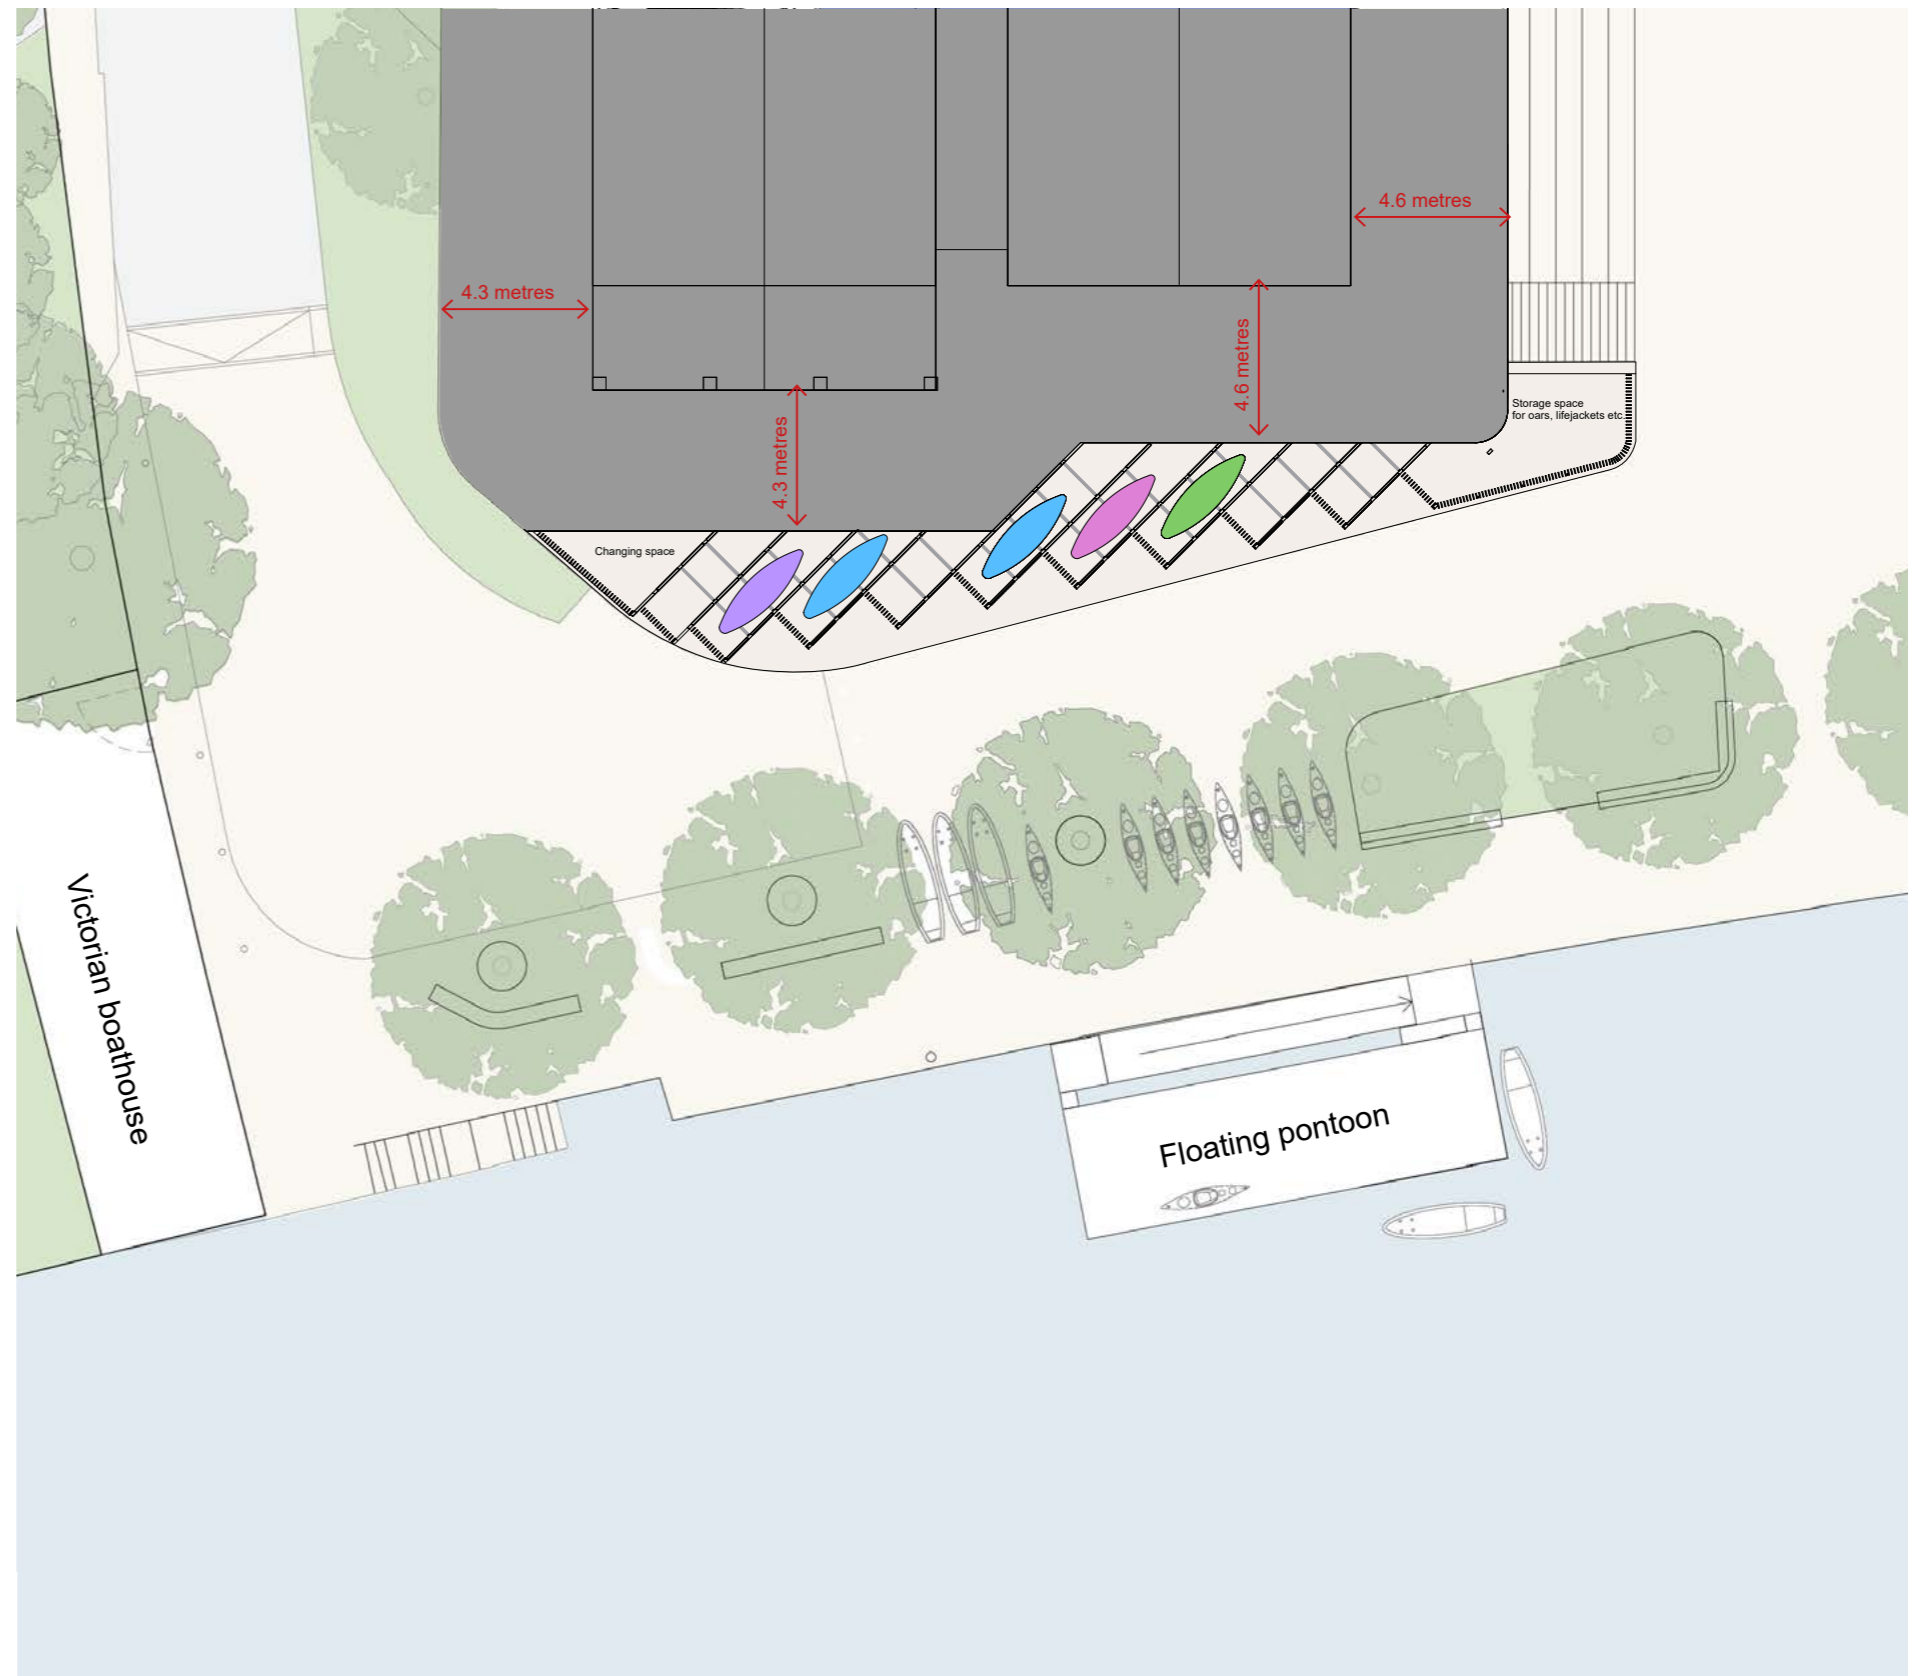 4.6 metres
4.3 metres
4.6 metres
4.3 metres
Storage space
for oars, lifejackets etc.
Changing space
Victorian boathouse
Floating pontoon